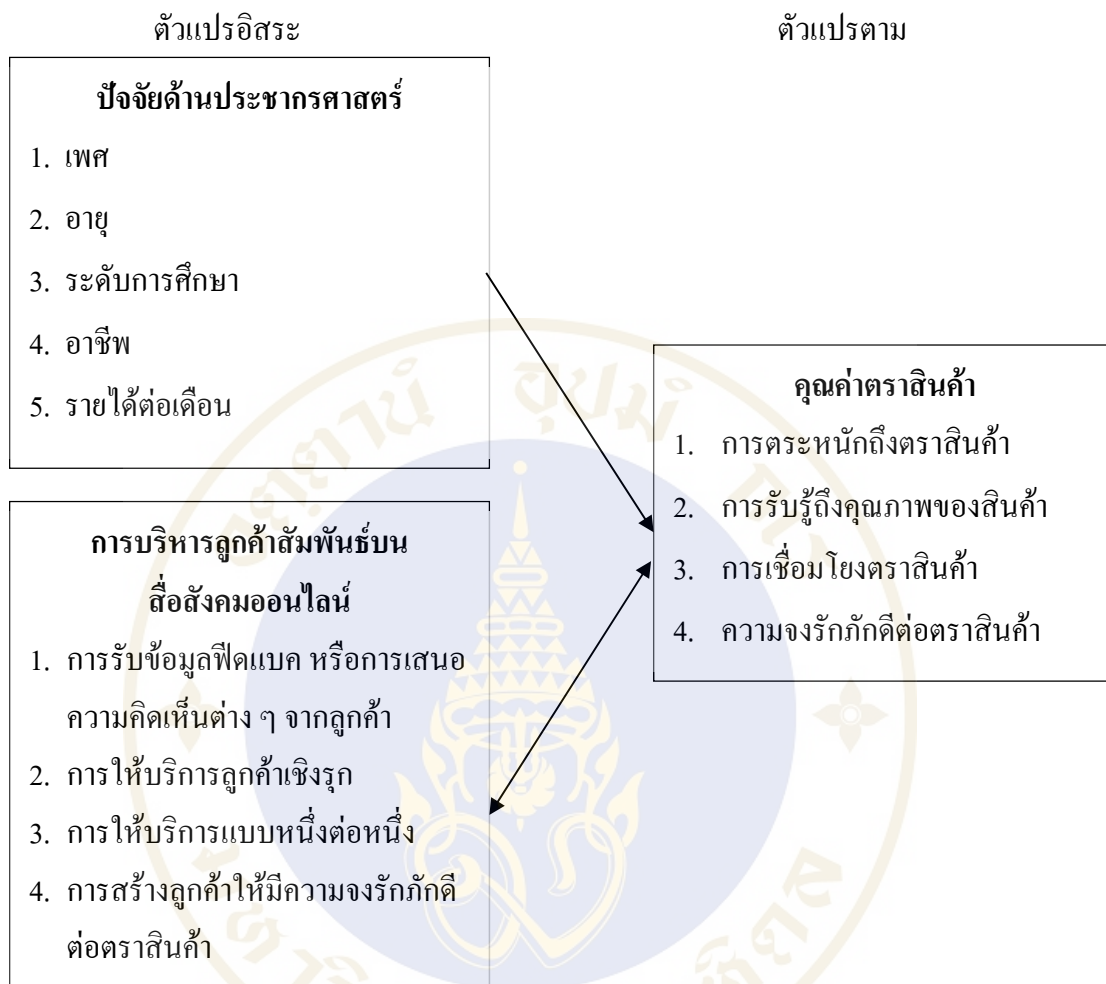 ตัวแปรอิสระ
ตัวแปรตาม
ปัจจัยด้านประชากรศาสตร์
1. เพศ
2. อายุ
3. ระดับการศึกษา
4. อาชีพ
5. รายได้ต่อเดือน
การบริหารลูกค้าสัมพันธ์บน
สื่อสังคมออนไลน์
1. การรับข้อมูลฟีดแบค หรือการเสนอ
ความคิดเห็นต่าง ๆ จากลูกค้า
2. การให้บริการลูกค้าเชิงรุก
3. การให้บริการแบบหนึ่งต่อหนึ่ง
4. การสร้างลูกค้าให้มีความจงรักภักดี
ต่อตราสินค้า
คุณค่าตราสินค้า
1. การตระหนักถึงตราสินค้า
2. การรับรู้ถึงคุณภาพของสินค้า
3. การเชื่อมโยงตราสินค้า
4. ความจงรักภักดีต่อตราสินค้า